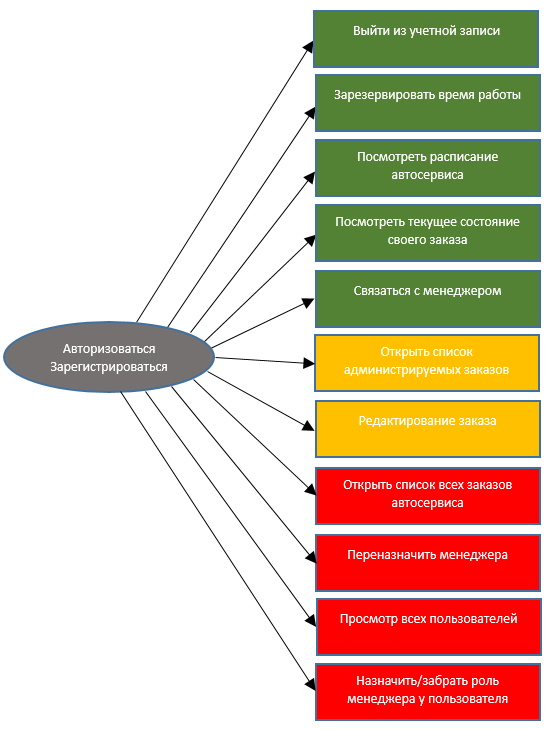 Выйти из учетной записи
Зарезервировать время работы
Посмотреть расписание
автосервиса
Посмотреть текущее состояние
своего заказа
Связаться с менеджером
Авторизоваться
Зарегистрироваться
Открыть список
администрируемых заказов
Редактирование заказа
Открыть список всех заказов
автосервиса
Переназначить менеджера
Просмотр всех пользователей
Назначить/забрать роль
менеджера у пользователя